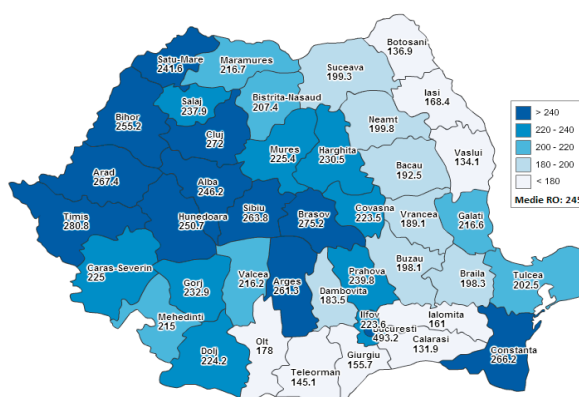 Botosani
136.9
Satu-Mare
241.6
Maramures
216.7
Suceava
199.3
Iasi
168.4
Salaj
237.9
Bistrita-Nasaud
207.4
Neamt
199.8
Bihor
255.2
Cluj
272
Mures
225.4
Harghita
230.5
Bacau
192.5
Vaslui
134.1
Arad
267.4
Alba
246.2
Timis
280.8
Hunedoara
250.7
Sibiu
263.8
Brasov
275.2
Covasna
223.5
Vrancea
189.1
Galati
216.6
Caras-Severin
225
Gorj
232.9
Valcea
216.2
Arges
261.3
Dambovita
183.5
Prahova
239.8
Buzau
198.1
Braila
198.3
Tulcea
202.5
Mehedinti
215
Dolj
224.2
Olt
178
Teleorman
145.1
Giurgiu
155.7
Ilfov
223.6
Bucuresti
493.2
Ialomita
161
Calarasi
131.9
Constanta
266.2
> 240
220 - 240
200 - 220
180 - 200
< 180
Medie RO: 245